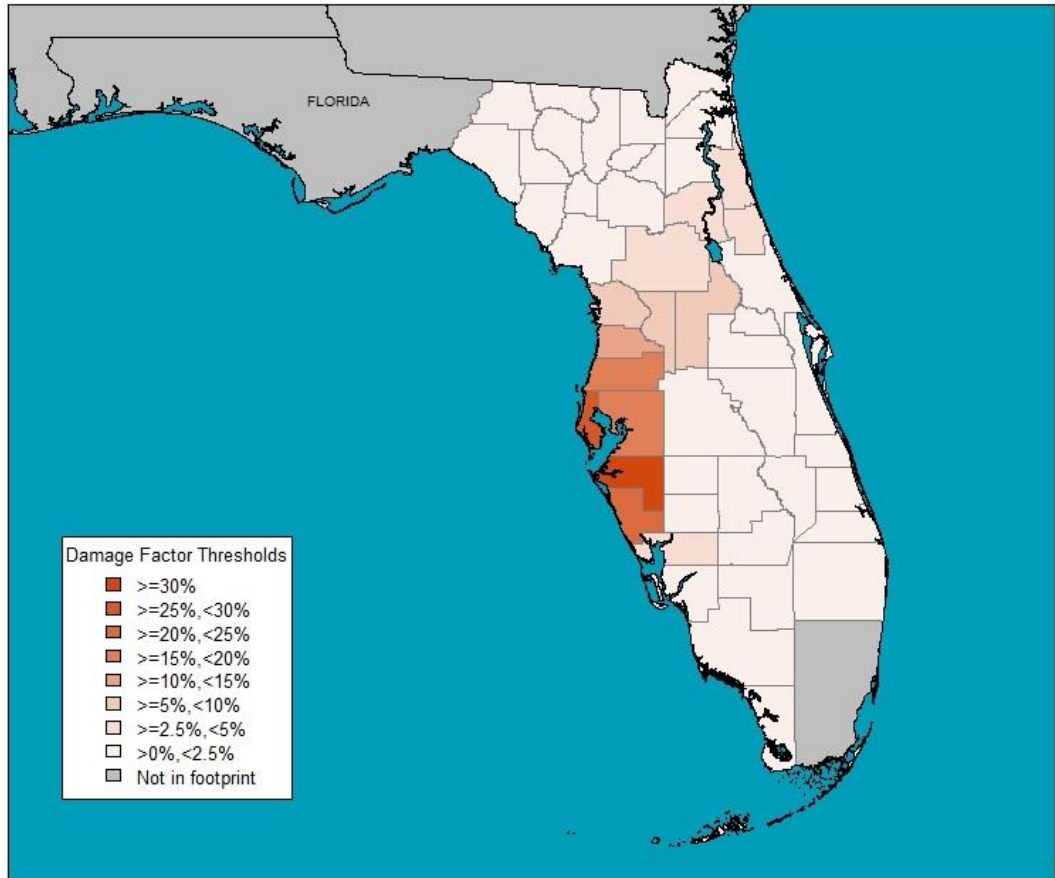 FLORIDA
Damage Factor Thresholds
>=30%
>=25%,<30%
>=20%,<25%
>=15%,<20%
>=10%,<15%
>=5%,<10%
>=2.5%,<5%
>0%,<2.5%
Not in footprint